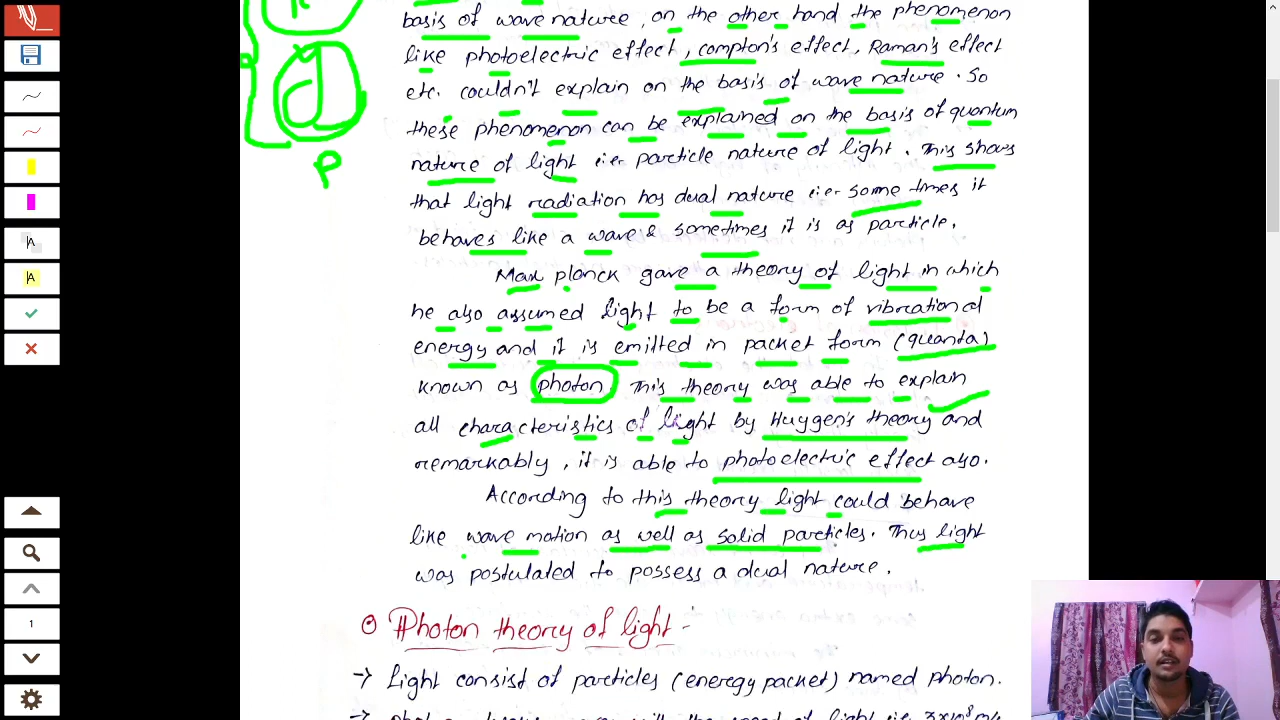 basis of wave nature, on the other hand the phenomenon
like photoelectric effect, compton's effect, Raman's effect
etc. couldn't explain on the basis of wave nature. So
these phenomenon can be explained on the basis of quantum
nature of light i.e. particle nature of light. This shows
that light radiation has dual nature i.e. some times it
behaves like a wave & sometimes it is as particle.
P
Max planck gave a theory of light in which
he also assumed light to be a form of vibrational
energy and it is emitted in packet form (quanta)
known as photon. This theory was able to explain
all characteristics of light by Huygen's theory and
remarkably, it is able to photoelectric effect also.
According to this theory light could behave
like wave motion as well as solid particles. Thus light
was postulated to possess a dual nature.
Photon theory of light :-
→ Light consist of particles (energy packet) named photon.
1